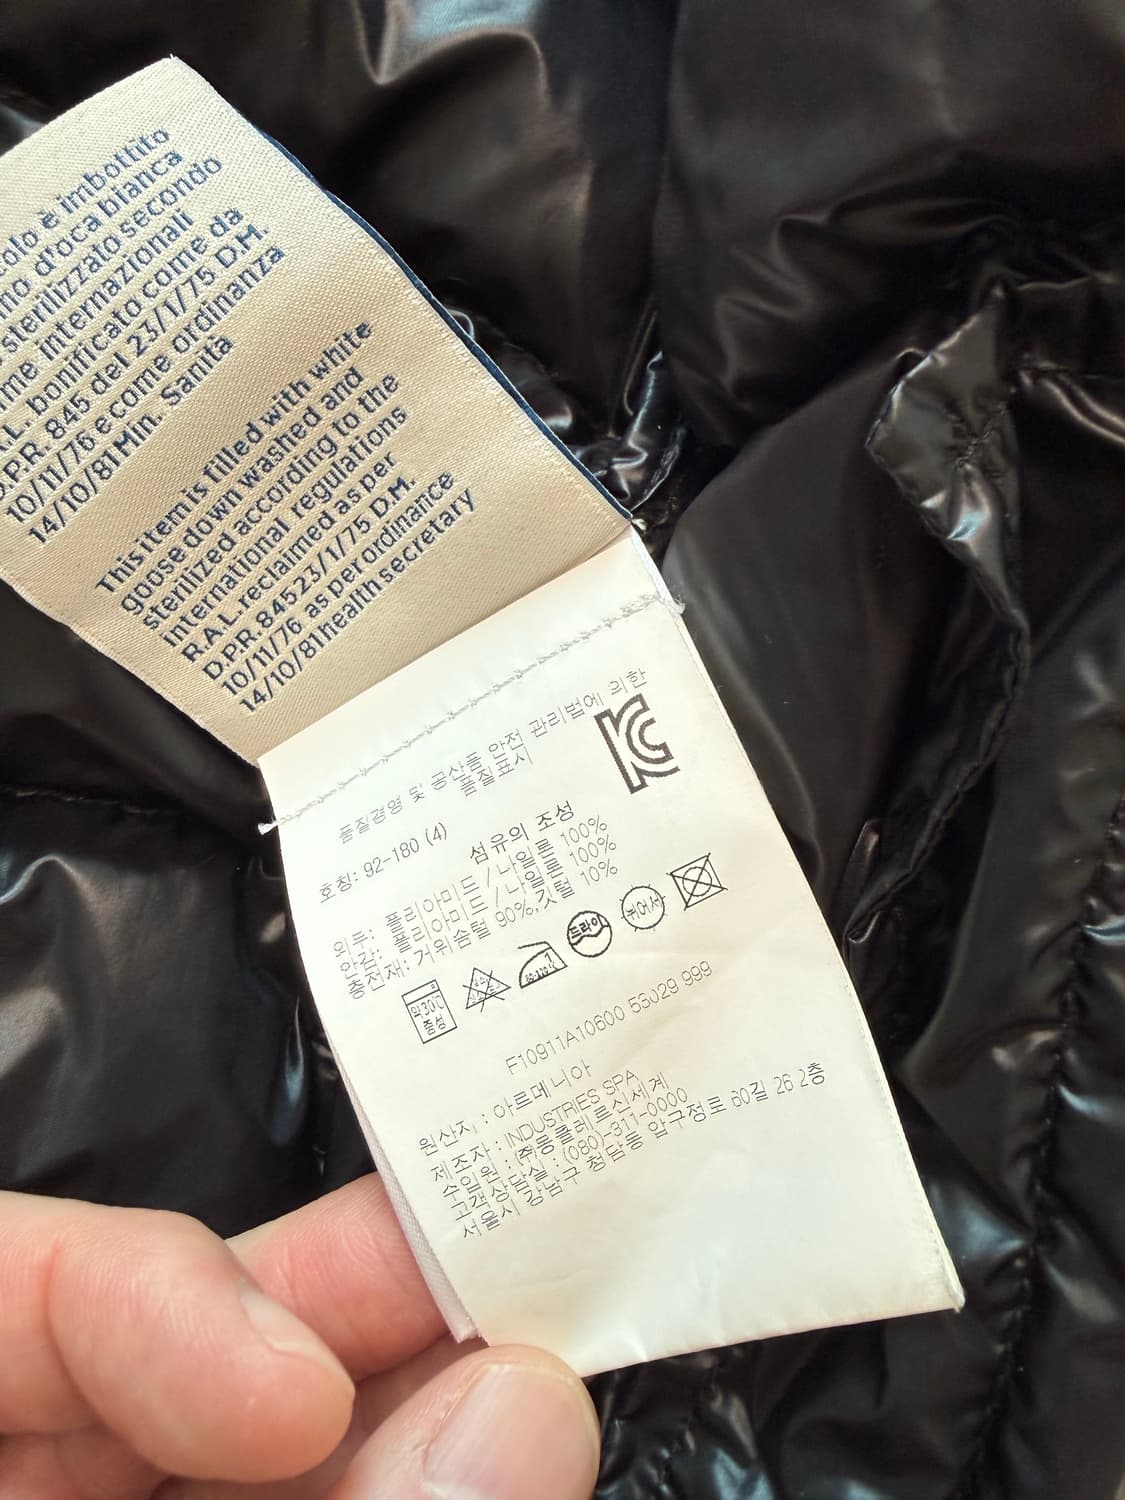 colo è imbottito
no d'oca bianca
sterilizzato secondo
me internazionali
A.L. bonificato come da
D.P.R. 845 del 23/1/75 D.M.
10/11/76 e come ordinanza
14/10/81 Min. Sanità
This item is filled with white
goose down washed and
sterilized according to the
international regulations
R.A.L. reclaimed as per
D.P.R. 845 23/1/75 D.M.
10/11/76 as per ordinance
14/10/81 health secretary
품질경영 및 공산품 안전 관리법에 의한
품질표시
호칭: 92-180 (4)
섬유의 조성
외부: 폴리아미드/나일론 100%
안감: 폴리아미드/나일론 100%
충전재: 거위솜털 90%, 깃털 10%
약30℃
중성
드라이
뉘어서
F10911A10600 999
원산지 : 아르메니아
제조자 : INDUSTRIES SPA
수입원 : ㈜몽클레르신세계
고객상담실 : (080)-911-0000
서울시 강남구 청담동 압구정로 60길 26 2층